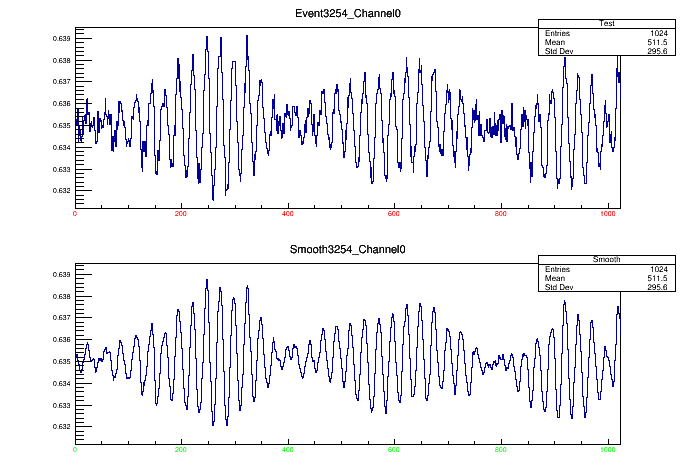 Event3254_Channel0
Test
Entries 1024
Mean 511.5
Std Dev 295.6
0.639
0.638
0.637
0.636
0.635
0.634
0.633
0.632
0 200 400 600 800 1000
Smooth3254_Channel0
Smooth
Entries 1024
Mean 511.5
Std Dev 295.6
0.639
0.638
0.637
0.636
0.635
0.634
0.633
0.632
0 200 400 600 800 1000